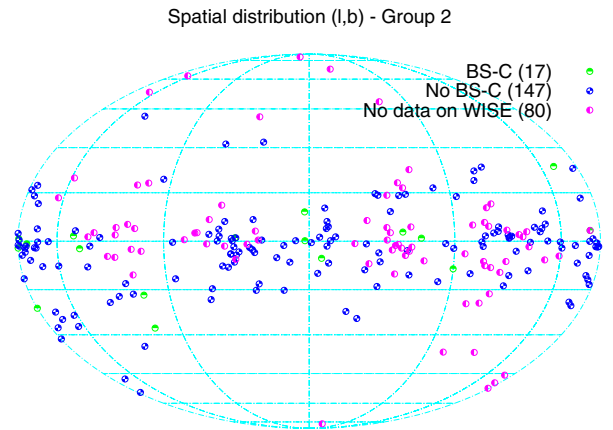 Spatial distribution (l,b) - Group 2
BS-C (17)
No BS-C (147)
No data on WISE (80)